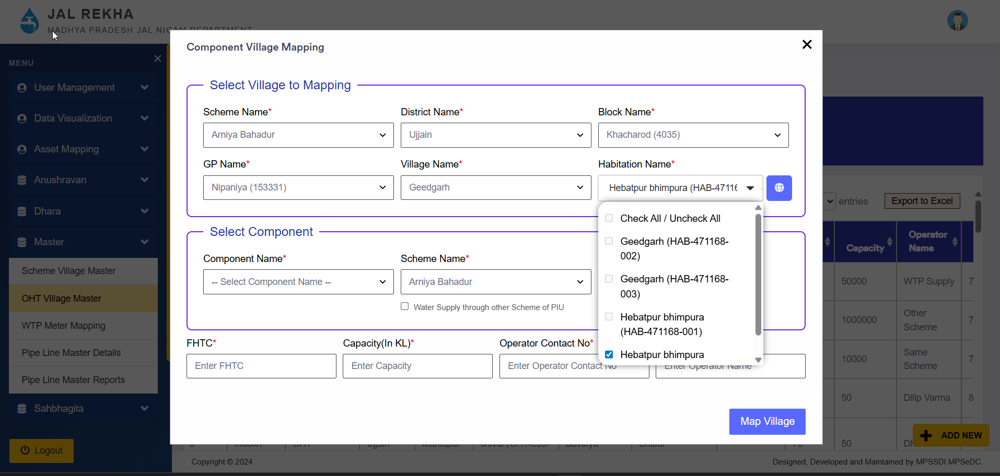 JAL REKHA
MADHYA PRADESH JAL NIGAM DEPARTMENT
MENU
User Management
Data Visualization
Asset Mapping
Anushravan
Dhara
Master
Scheme Village Master
OHT Village Master
WTP Meter Mapping
Pipe Line Master Details
Pipe Line Master Reports
Sahbhagita
Logout
Component Village Mapping
Select Village to Mapping
Scheme Name* District Name* Block Name*
Arniya Bahadur Ujjain Khacharod (4035)
GP Name* Village Name* Habitation Name*
Nipaniya (153331) Geedgarh Hebatpur bhimpura (HAB-47116
Check All / Uncheck All
Geedgarh (HAB-471168-
002)
Geedgarh (HAB-471168-
003)
Hebatpur bhimpura
(HAB-471168-001)
Hebatpur bhimpura
Select Component
Component Name* Scheme Name*
-- Select Component Name -- Arniya Bahadur
Water Supply through other Scheme of PIU
FHTC* Capacity(In KL)* Operator Contact No*
Enter FHTC Enter Capacity Enter Operator Contact No Enter Operator Name
Map Village
entries Export to Excel
Capacity Operator
Name
50000 WTP Supply 7
1000000 Other
Scheme 7
10000 Same
Scheme 7
50 Dilip Varma 8
50
ADD NEW
Copyright © 2024
Designed, Developed and Maintained by MPSSDI MPSeDC.